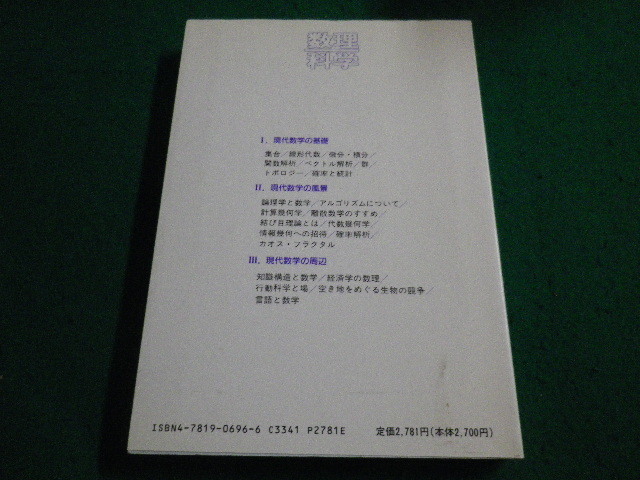 数理
科学
I. 現代数学の基礎
集合／線形代数／微分・積分／
関数解析／ベクトル解析／群／
トポロジー／確率と統計
II. 現代数学の風景
論理学と数学／アルゴリズムについて／
計算幾何学／離散数学のすすめ／
結び目理論とは／代数幾何学／
情報幾何への招待／確率解析／
カオス・フラクタル
III. 現代数学の周辺
知識構造と数学／経済学の数理／
行動科学と場／空き地をめぐる生物の競争／
言語と数学
ISBN4-7819-0696-6 C3341 P2781E 定価2,781円(本体2,700円)